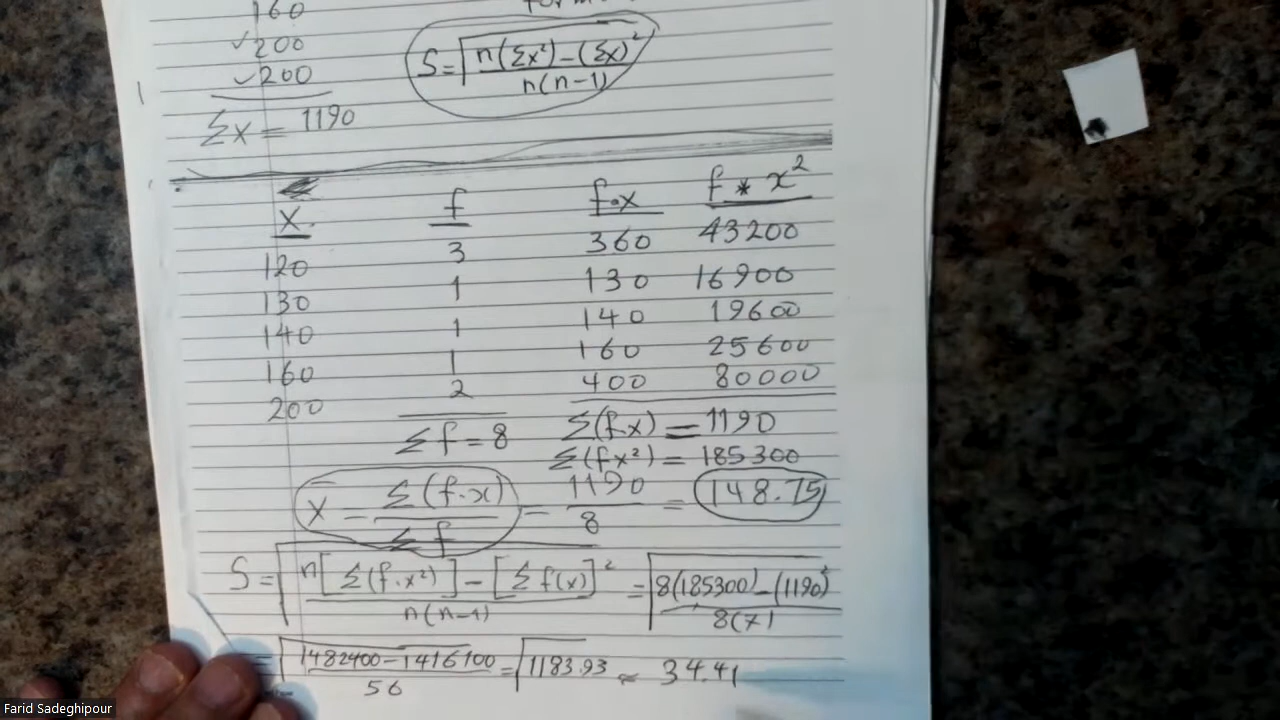 160
✓200
✓200
Σx = 1190
S = √(n(Σx²) – (Σx)² / n(n–1))
X f f·x f * x²
120 3 360 43200
130 1 130 16900
140 1 140 19600
160 1 160 25600
200 2 400 80000
Σf = 8 Σ(f.x) = 1190
Σ(fx²) = 185300
x̄ = Σ(f·x) / Σf = 1190 / 8 = 148.75
S = √(n[Σ(f.x²)] – [Σf(x)]² / n(n–1)) = √(8(185300) – (1190)² / 8(7))
= √(1482400 – 1416100 / 56) = √1183.93 ≈ 34.41
Farid Sadeghipour